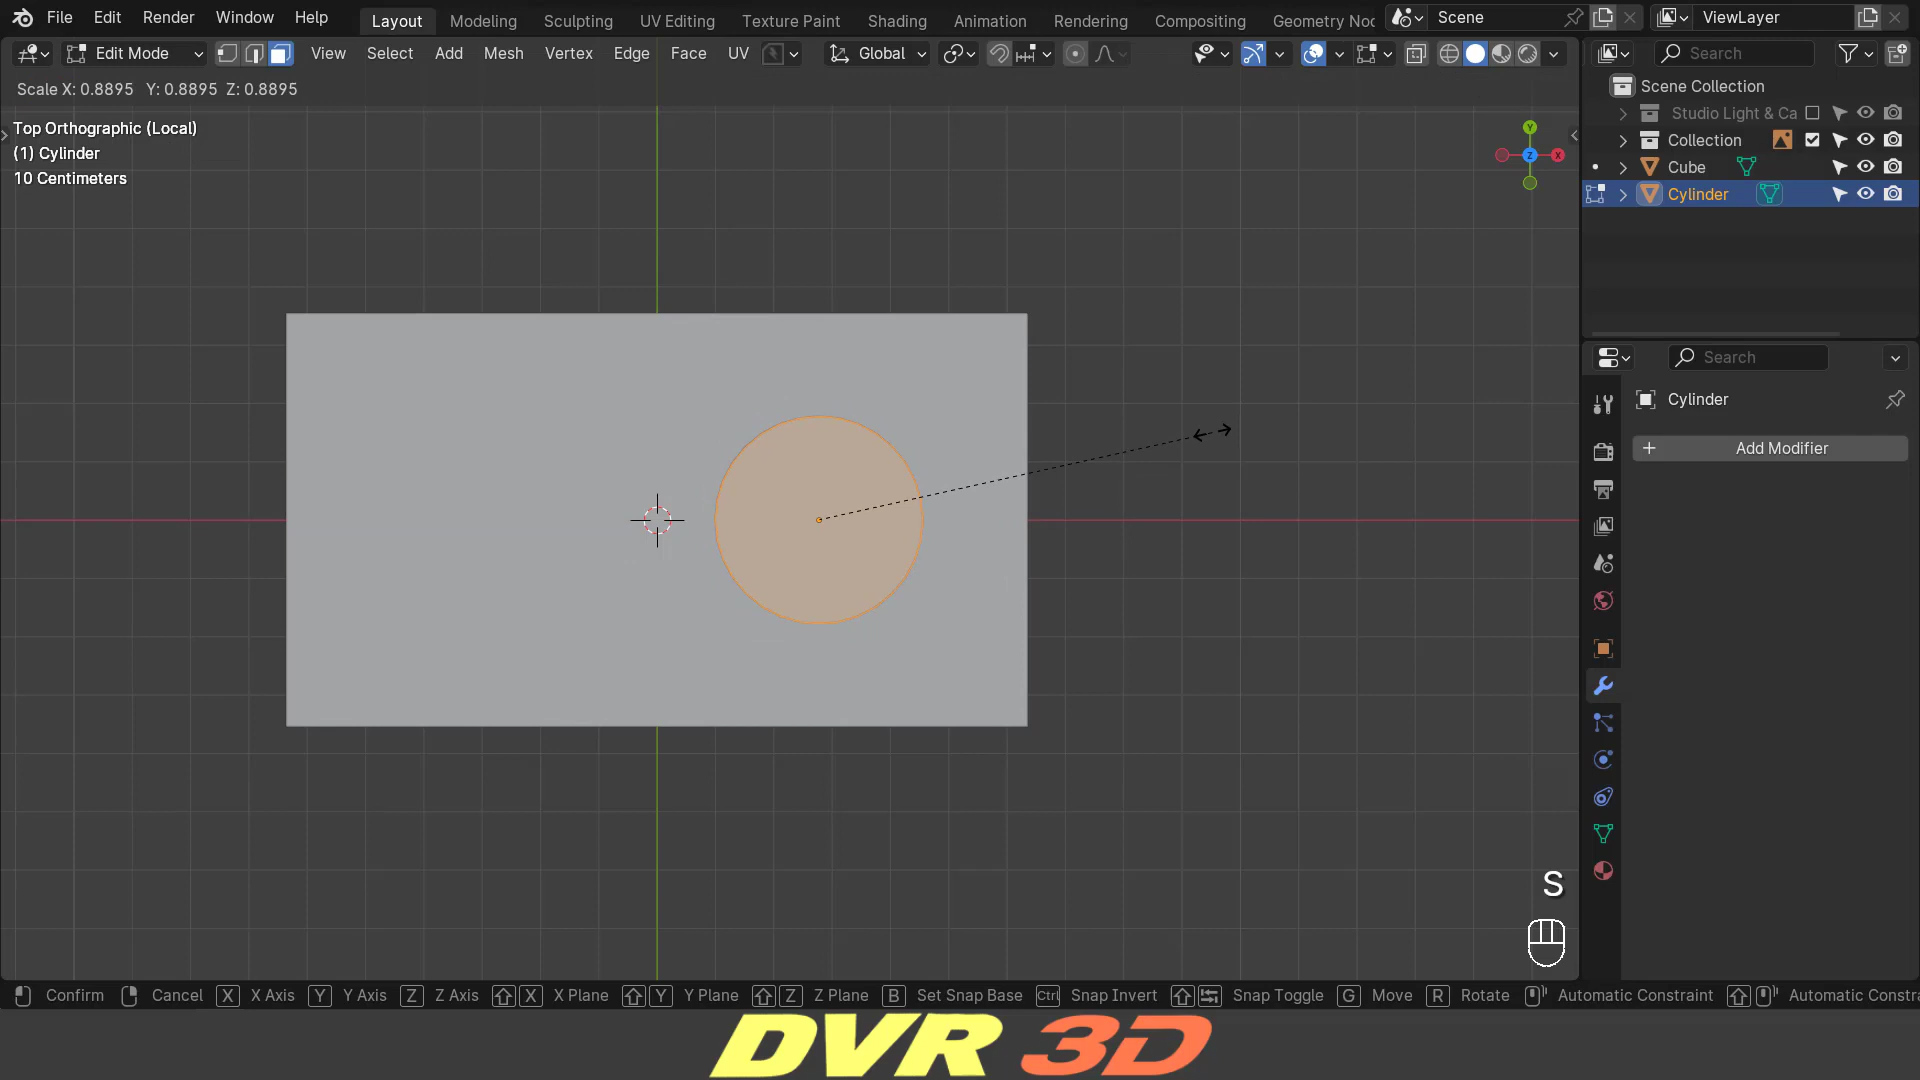 File Edit Render Window Help Layout Modeling Sculpting UV Editing Texture Paint Shading Animation Rendering Compositing Geometry Noc Scene ViewLayer
Edit Mode View Select Add Mesh Vertex Edge Face UV Global Search
Scale X: 0.8895 Y: 0.8895 Z: 0.8895
Scene Collection
Top Orthographic (Local)
Studio Light & Ca
(1) Cylinder
Collection
10 Centimeters
Cube
Cylinder
Y
X
Z
Search
Cylinder
+ Add Modifier
S
Confirm Cancel X X Axis Y Y Axis Z Z Axis X X Plane Y Y Plane Z Z Plane B Set Snap Base Ctrl Snap Invert Snap Toggle G Move R Rotate Automatic Constraint Automatic Constra
DVR 3D